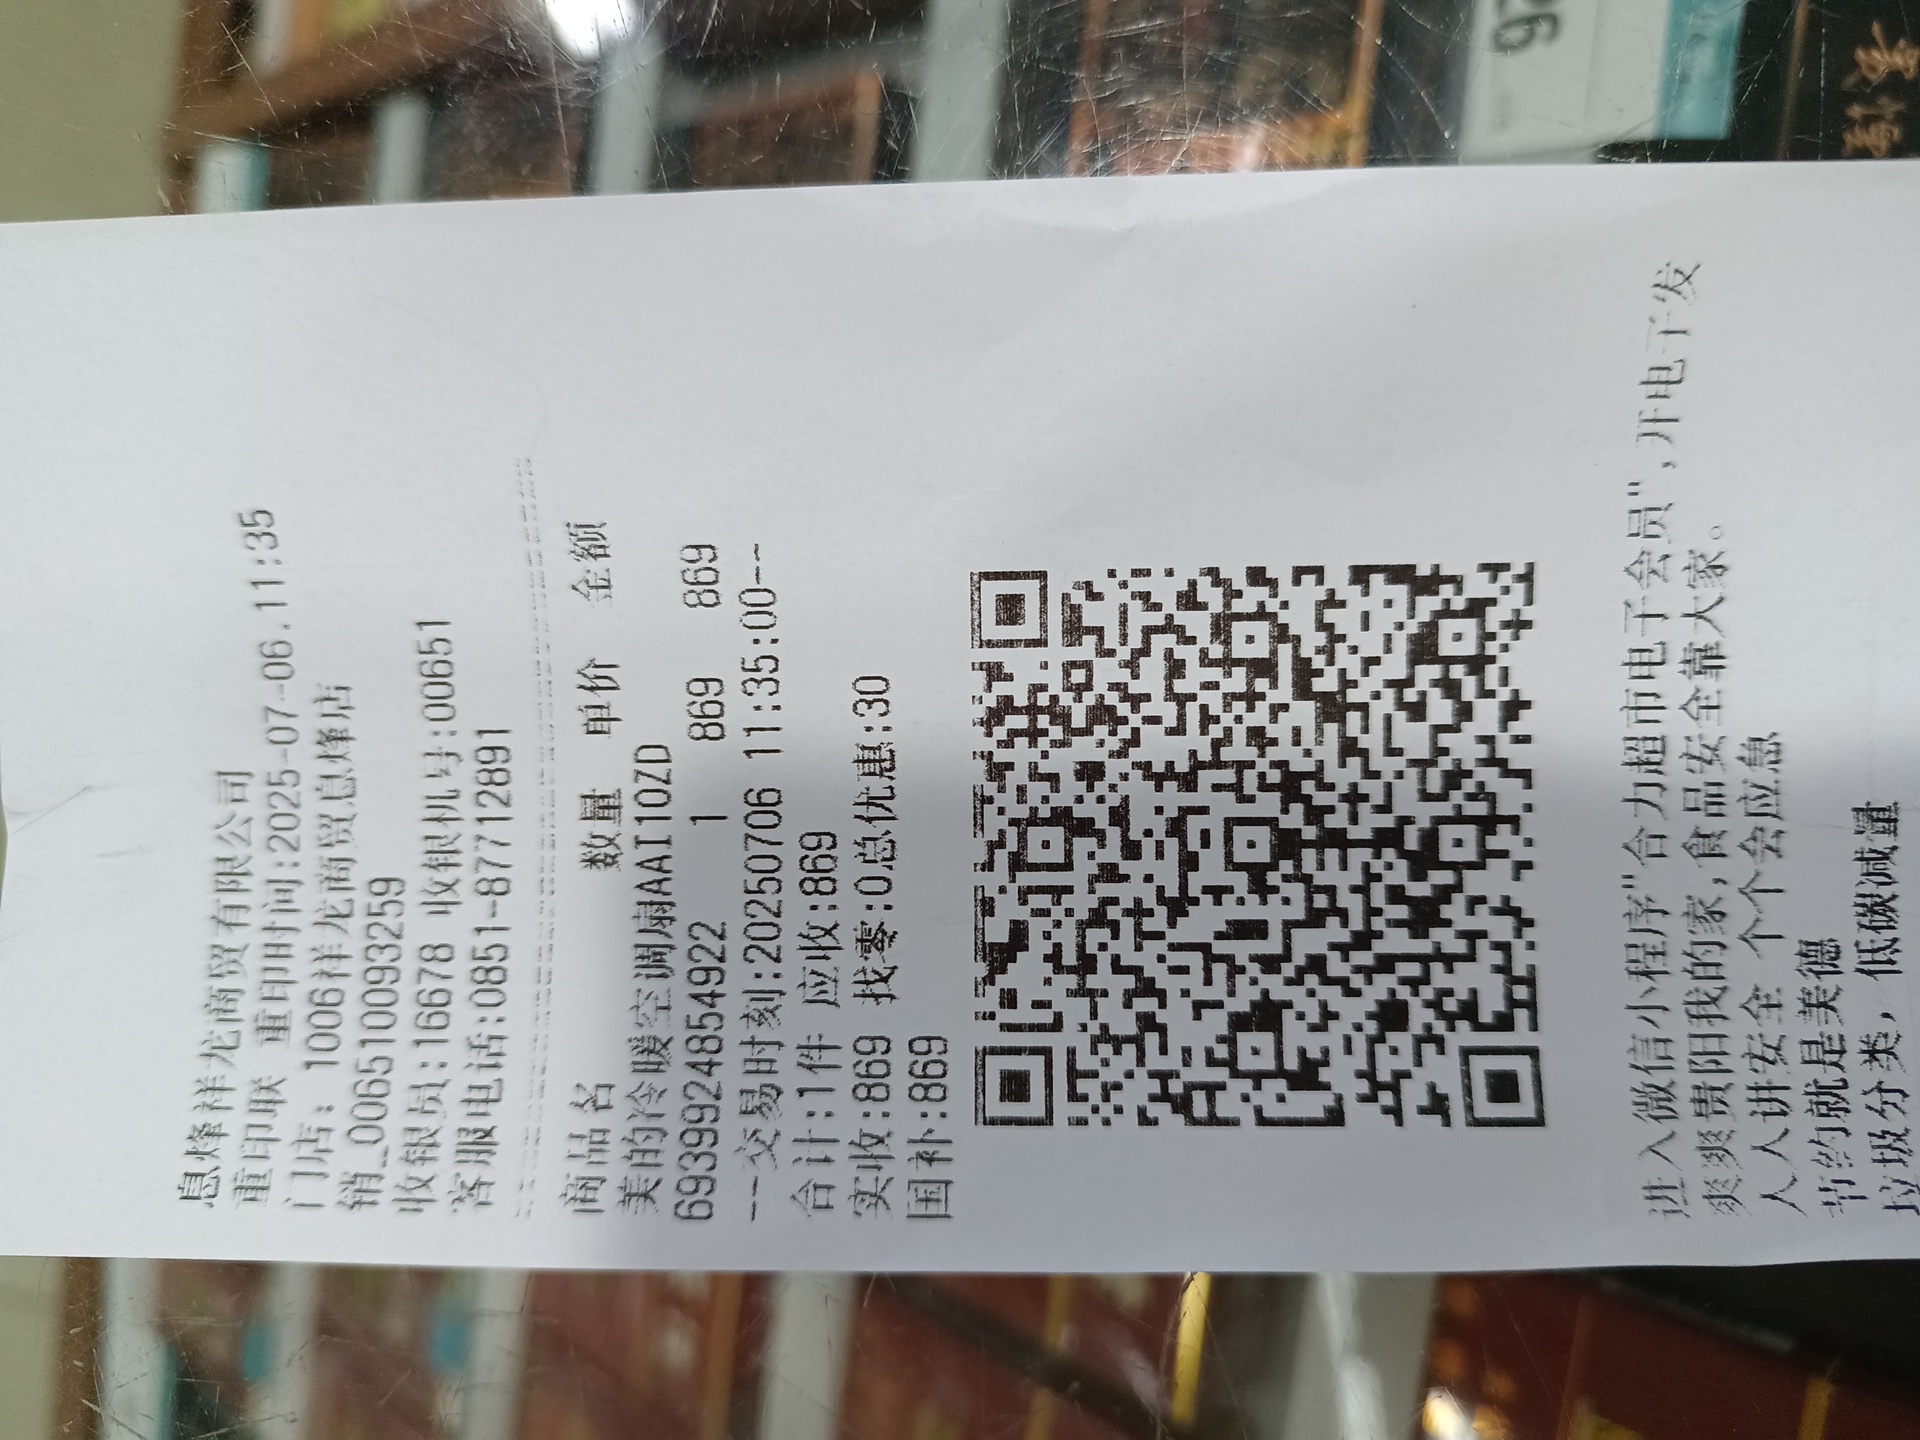 息烽祥龙商贸有限公司
重印联 重印时间:2025-07-06.11:35
门店: 1006祥龙商贸息烽店
销_0065100093259
收银员:16678 收银机号:00651
客服电话:0851-87712891
商品名 数量 单价 金额
美的冷暖空调扇AAI10ZD
6939924854922 1 869 869
--交易时刻:20250706 11:35:00--
合计:1件 应收:869
实收:869 找零:0总优惠:30
国补:869
进入微信小程序"合力超市电子会员",开电子发
爽爽贵阳我的家,食品安全靠大家。
人人讲安全 个个会应急
节约就是美德
垃圾分类, 低碳减量